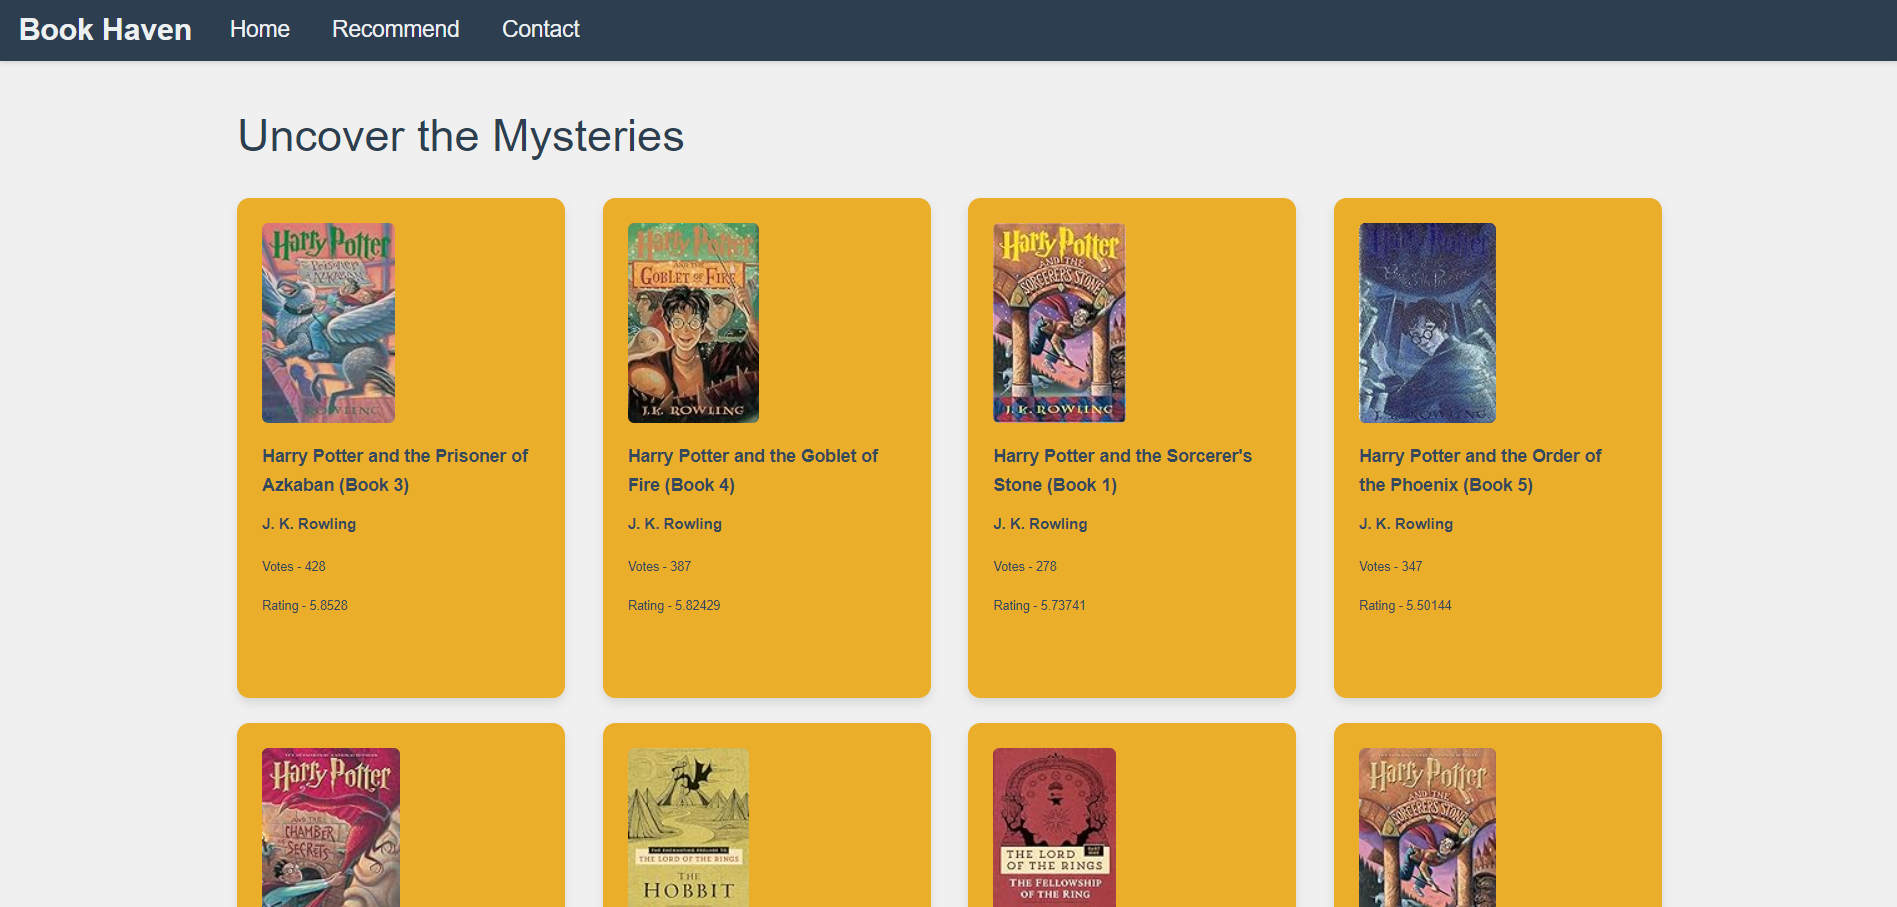 Book Haven Home Recommend Contact
Uncover the Mysteries
Harry Potter
Prisoner
AZKABAN
ROWLING
Harry Potter and the Prisoner of
Azkaban (Book 3)
J. K. Rowling
Votes - 428
Rating - 5.8528
Harry Potter
AND THE
GOBLET OF FIRE
J.K. ROWLING
Harry Potter and the Goblet of
Fire (Book 4)
J. K. Rowling
Votes - 387
Rating - 5.82429
Harry Potter
AND THE
SORCERER'S STONE
J. K. ROWLING
Harry Potter and the Sorcerer's
Stone (Book 1)
J. K. Rowling
Votes - 278
Rating - 5.73741
Harry Potter
Harry Potter and the Order of
the Phoenix (Book 5)
J. K. Rowling
Votes - 347
Rating - 5.50144
Harry Potter
AND THE
CHAMBER
OF SECRETS
THE ENCHANTING PRELUDE TO
THE LORD OF THE RINGS
THE
HOBBIT
THE LORD
OF THE RINGS
PART
ONE
THE FELLOWSHIP
OF THE RING
Harry Potter
AND THE
SORCERER'S STONE